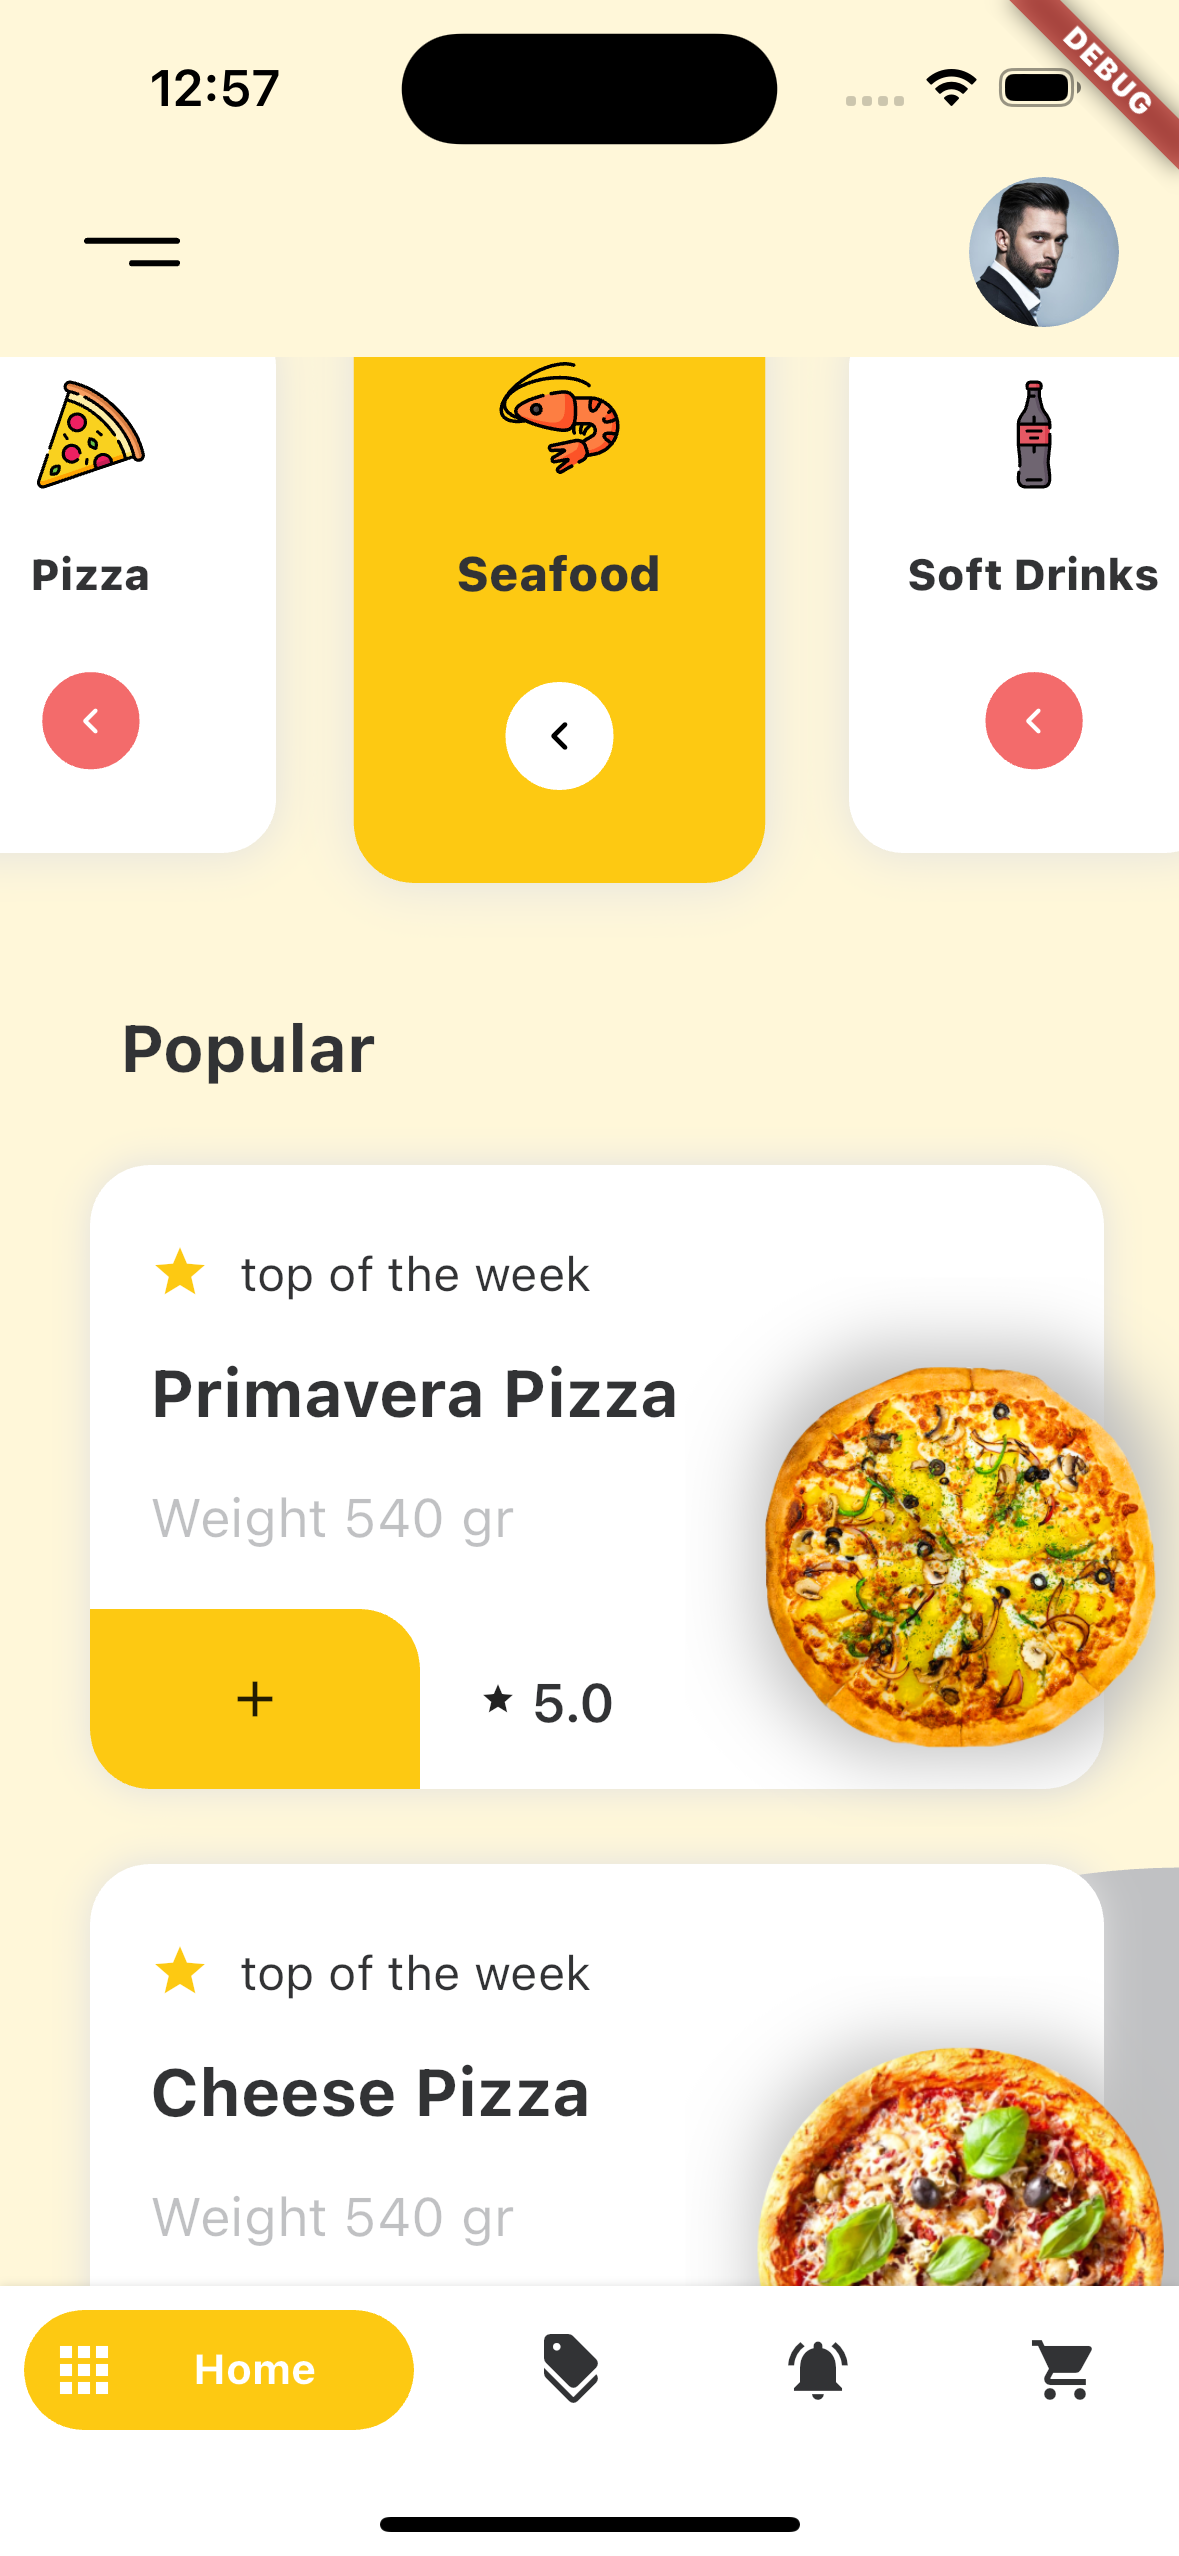 12:57
DEBUG
Pizza
Seafood
Soft Drinks
Popular
top of the week
Primavera Pizza
Weight 540 gr
+
5.0
top of the week
Cheese Pizza
Weight 540 gr
Home